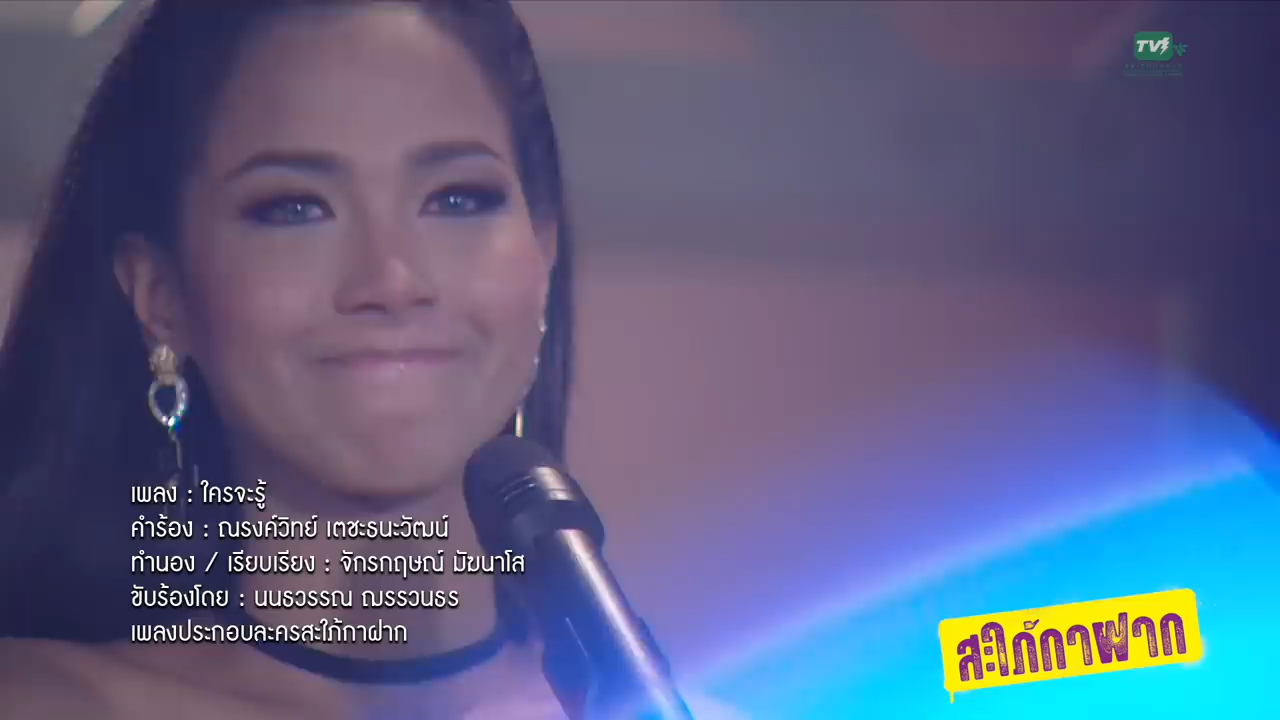 TV
เพลง : ใครจะรู้
คำร้อง : ณรงค์วิทย์ เตชะธนะวัฒน์
ทำนอง / เรียบเรียง : จักรกฤษณ์ มัฆนาโส
ขับร้องโดย : นนธวรรณ ฌรรวนธร
เพลงประกอบละครสะใภ้กาฝาก
สะใภ้กาฝาก